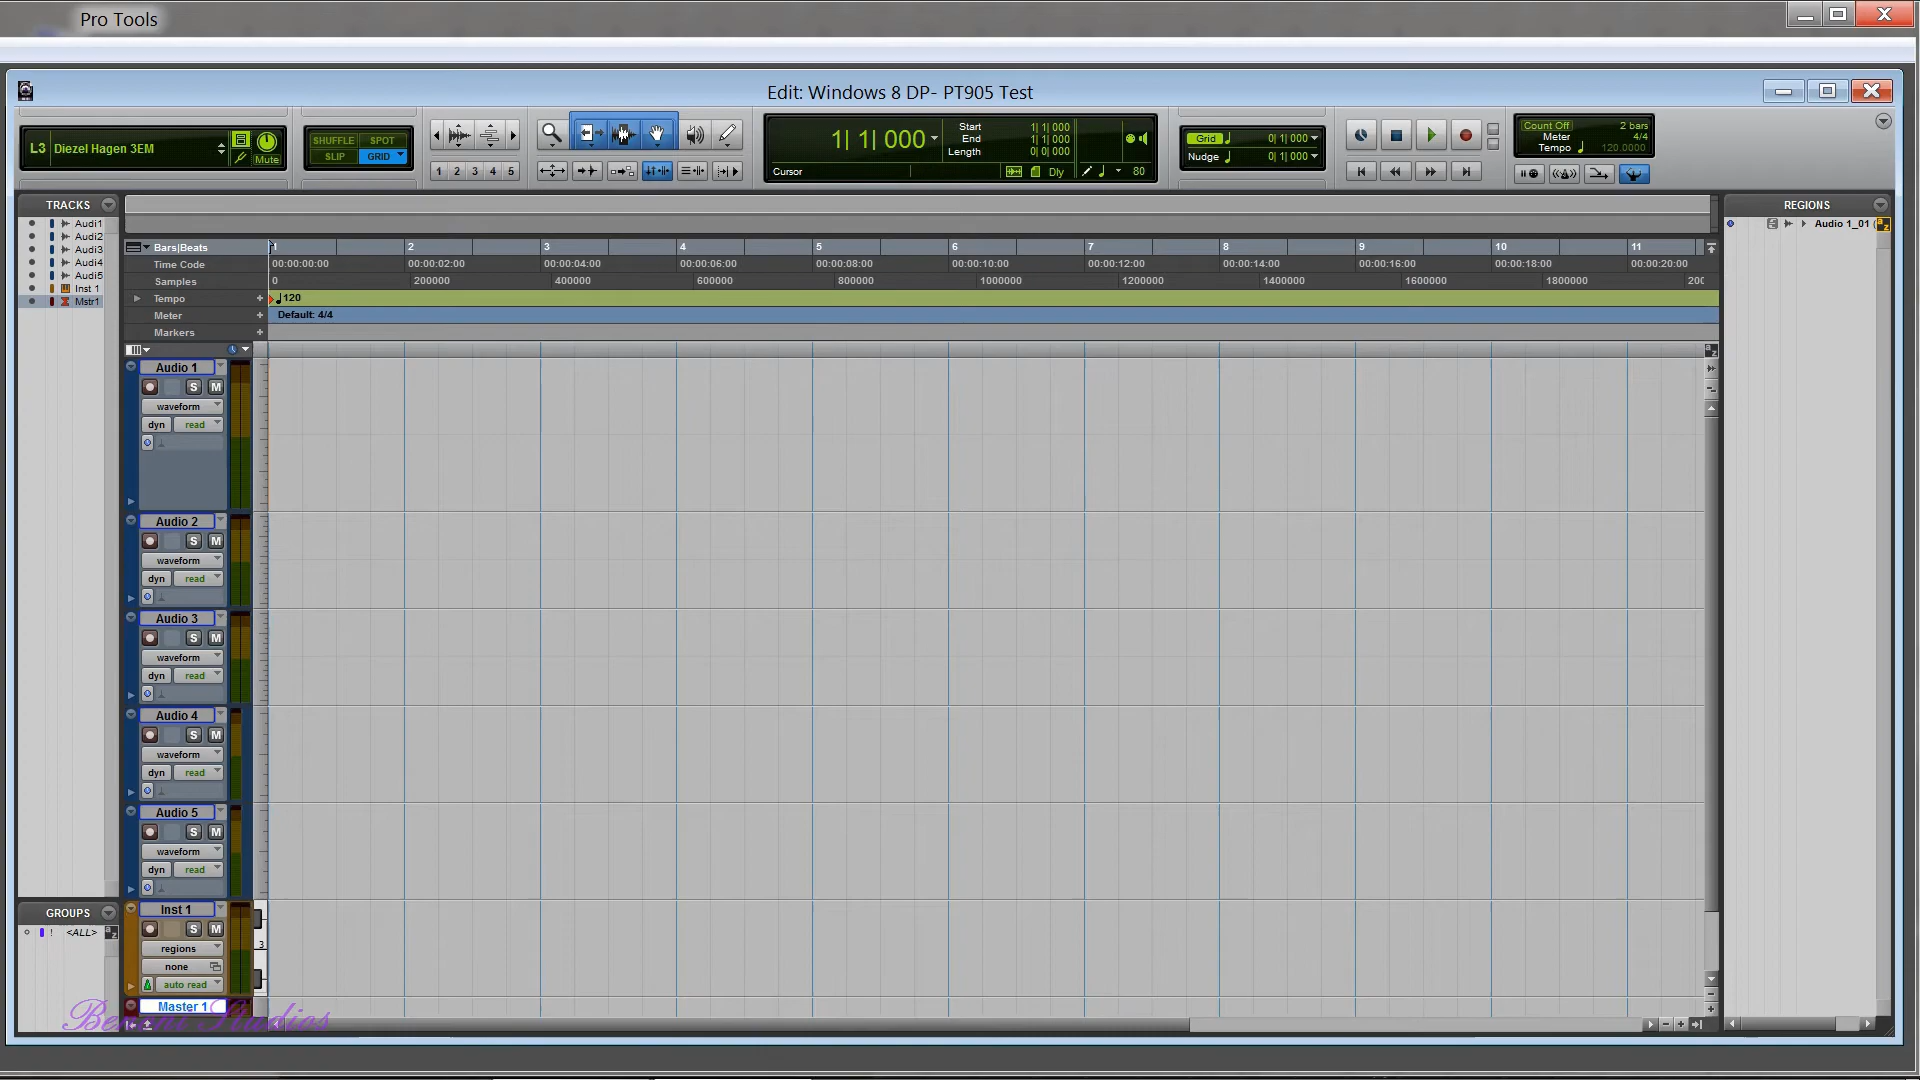 Pro Tools
Edit: Windows 8 DP- PT905 Test
L3 Diezel Hagen 3EM Mute
SHUFFLE SPOT
SLIP GRID
1 2 3 4 5
1| 1| 000
Start 1| 1| 000
End 1| 1| 000
Length 0| 0| 000
Cursor Dly 80
Grid 0| 1| 000
Nudge 0| 1| 000
Count Off 2 bars
Meter 4/4
Tempo 120.0000
TRACKS
Audi1
Audi2
Audi3
Audi4
Audi5
Inst 1
Mstr1
REGIONS
Audio 1_01
Bars|Beats 1 2 3 4 5 6 7 8 9 10 11
Time Code 00:00:00:00 00:00:02:00 00:00:04:00 00:00:06:00 00:00:08:00 00:00:10:00 00:00:12:00 00:00:14:00 00:00:16:00 00:00:18:00 00:00:20:00
Samples 0 200000 400000 600000 800000 1000000 1200000 1400000 1600000 1800000 200
Tempo 120
Meter Default: 4/4
Markers
Audio 1
S M
waveform
dyn read
Audio 2
S M
waveform
dyn read
Audio 3
S M
waveform
dyn read
Audio 4
S M
waveform
dyn read
Audio 5
S M
waveform
dyn read
GROUPS
! <ALL>
Inst 1
S M
regions
3
none
auto read
Master 1
Studios